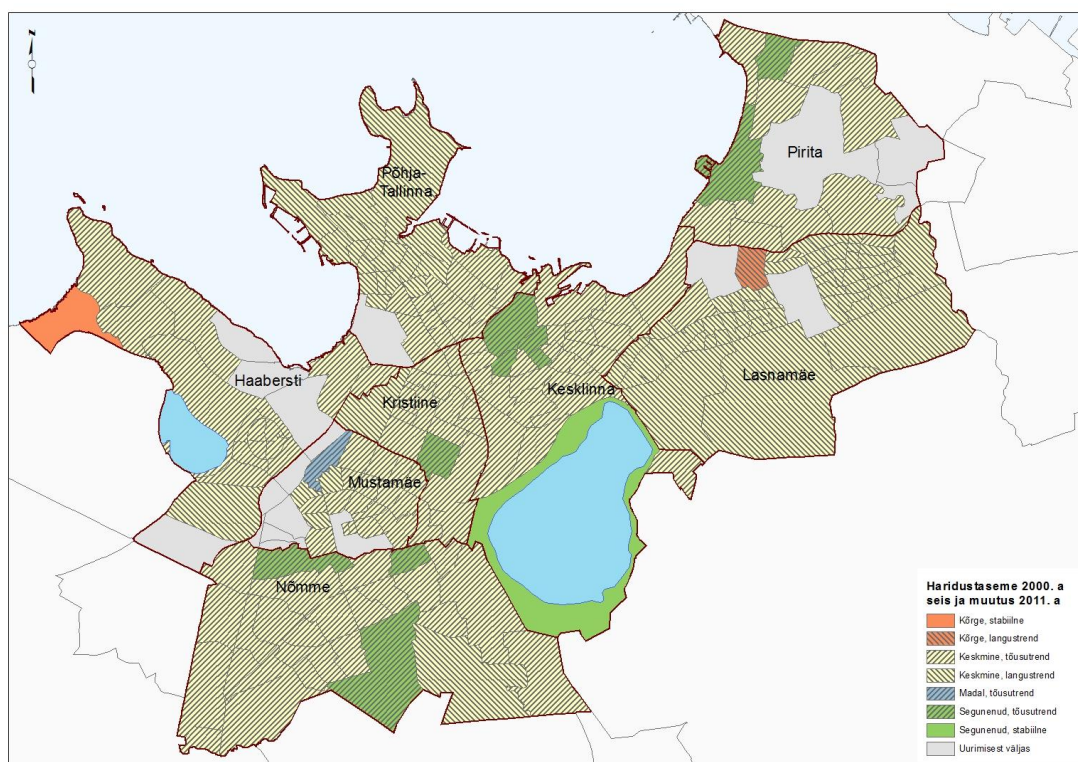 N
Põhja-
Tallinna
Pirita
Haabersti
Kristiine
Kesklinna
Lasnamäe
Mustamäe
Nõmme
Haridustaseme 2000. a
seis ja muutus 2011. a
Kõrge, stabiilne
Kõrge, langustrend
Keskmine, tõusutrend
Keskmine, langustrend
Madal, tõusutrend
Segunenud, tõusutrend
Segunenud, stabiilne
Uurimisest väljas